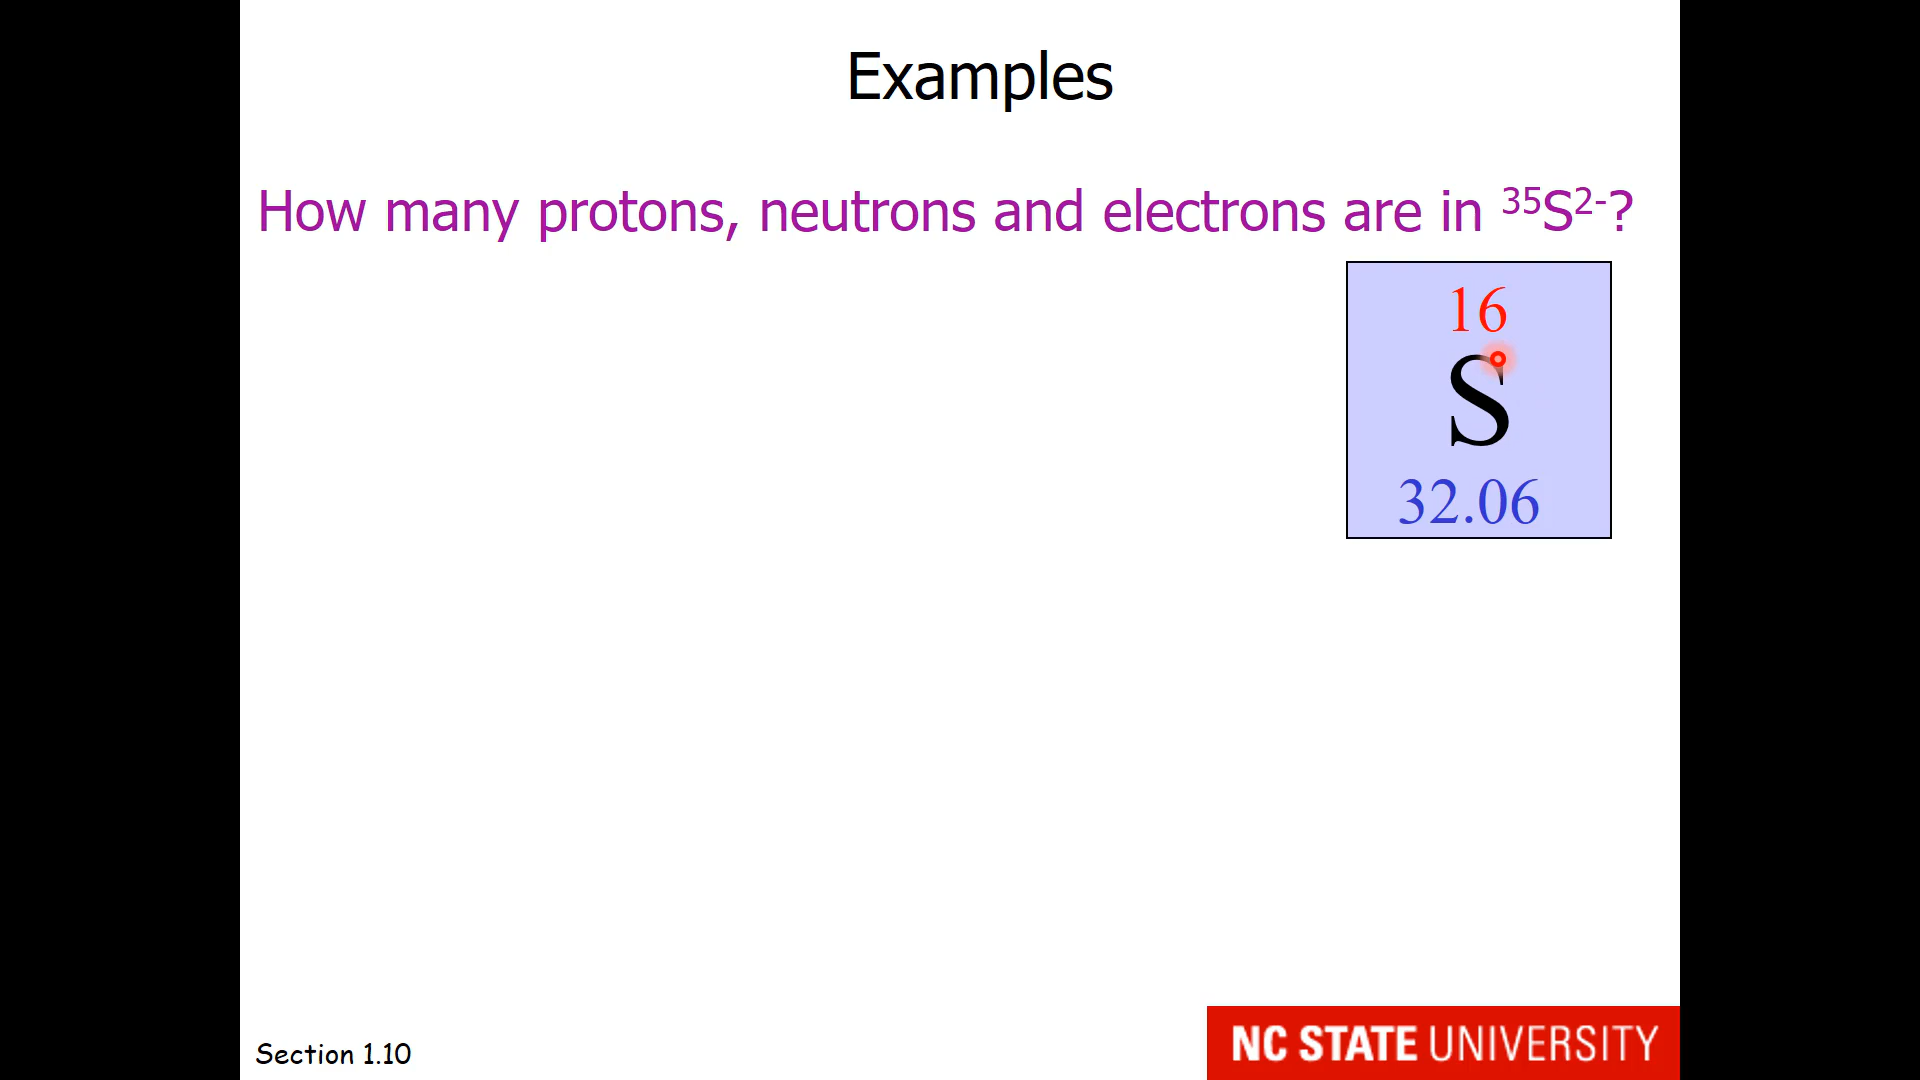 Examples
How many protons, neutrons and electrons are in ³⁵S²⁻?
16
S
32.06
Section 1.10
NC STATE UNIVERSITY